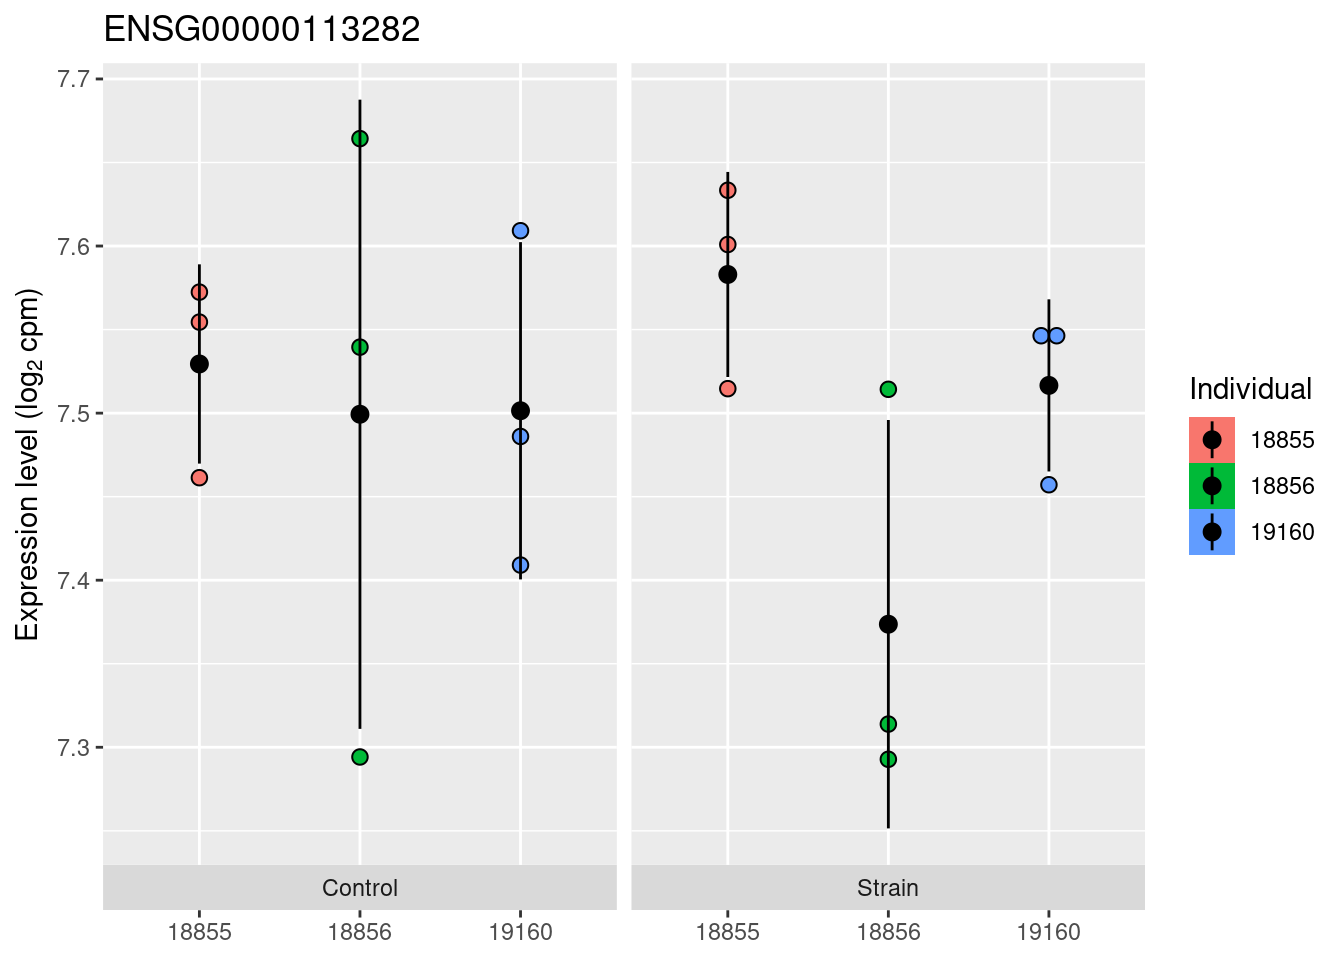 ENSG00000113282
Expression level (log2 cpm)
7.7
7.6
7.5
7.4
7.3
Control
Strain
18855
18856
19160
18855
18856
19160
Individual
18855
18856
19160